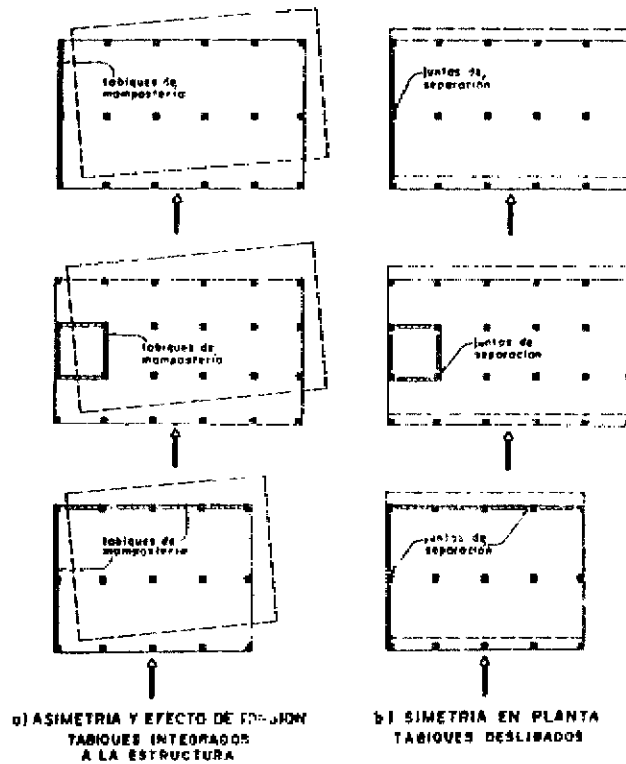 tabiques de
mampostería
juntas de
separación
tabiques de
mampostería
juntas de
separación
tabiques de
mampostería
juntas de
separación
a) ASIMETRIA Y EFECTO DE
TABIQUES INTEGRADOS
A LA ESTRUCTURA
b) SIMETRIA EN PLANTA
TABIQUES DESLIGADOS